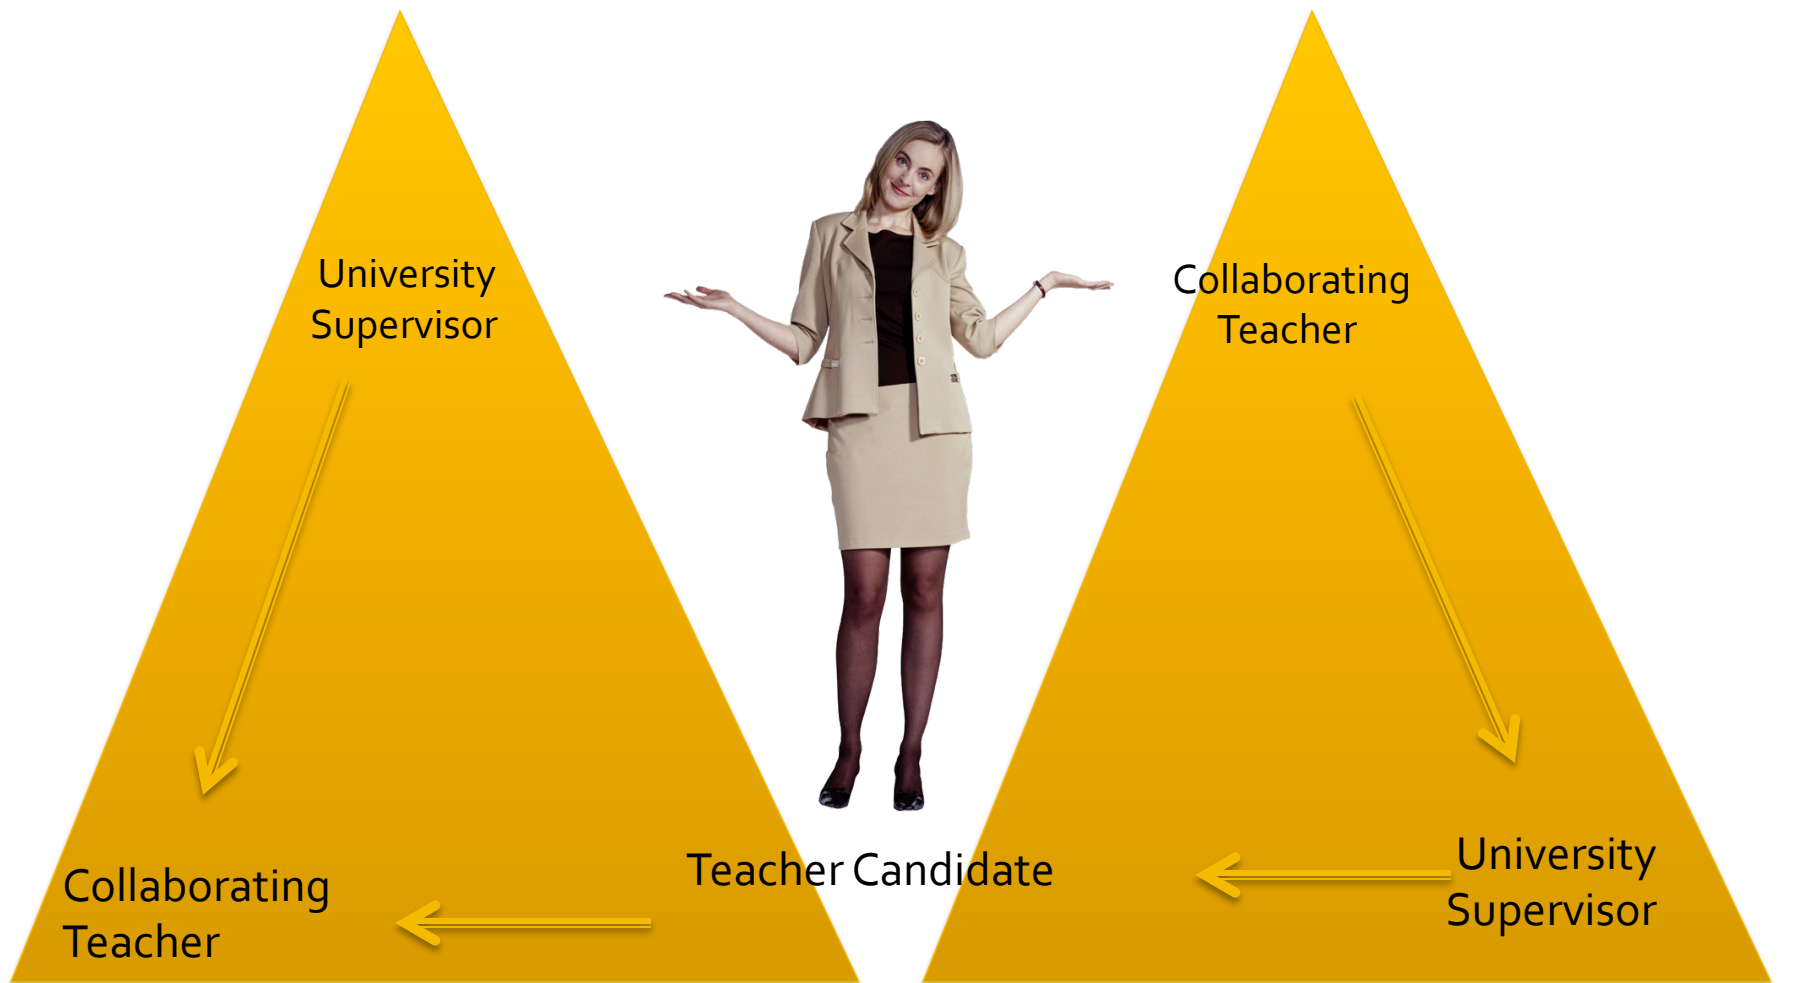 University
Supervisor
Collaborating
Teacher
Collaborating
Teacher
Teacher Candidate
University
Supervisor